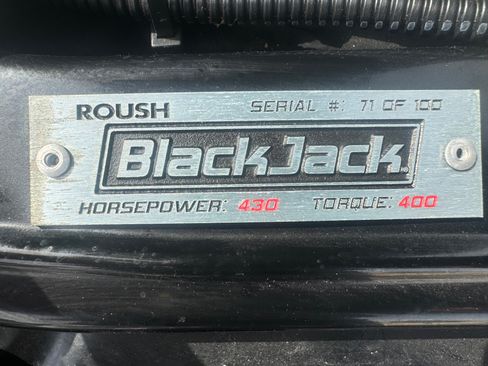 ROUSH SERIAL #: 71 OF 100
BlackJack
HORSEPOWER: 430 TORQUE: 400